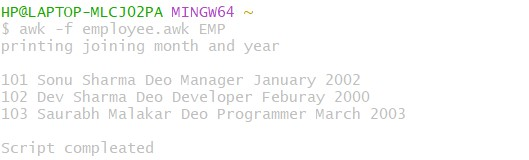 HP@LAPTOP-MLCJO2PA MINGW64 ~
$ awk -f employee.awk EMP
printing joining month and year
101 Sonu Sharma Deo Manager January 2002
102 Dev Sharma Deo Developer Feburay 2000
103 Saurabh Malakar Deo Programmer March 2003
Script compleated